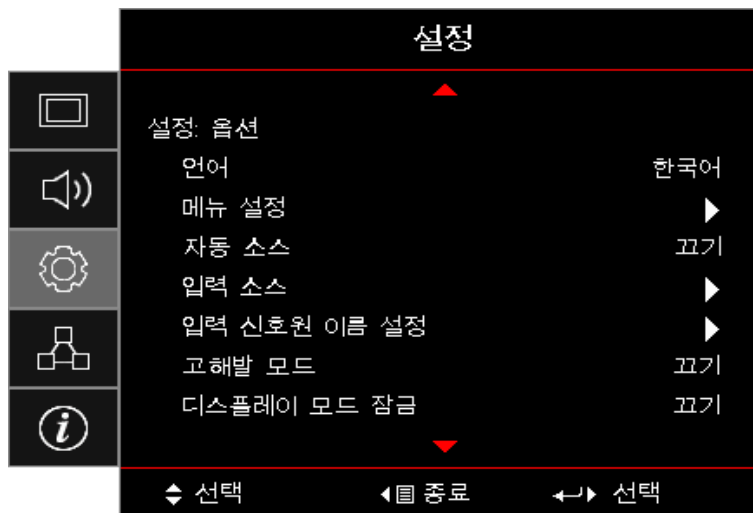 설정
설정: 옵션
언어 한국어
메뉴 설정
자동 소스 끄기
입력 소스
입력 신호원 이름 설정
고해발 모드 끄기
디스플레이 모드 잠금 끄기
선택 종료 선택